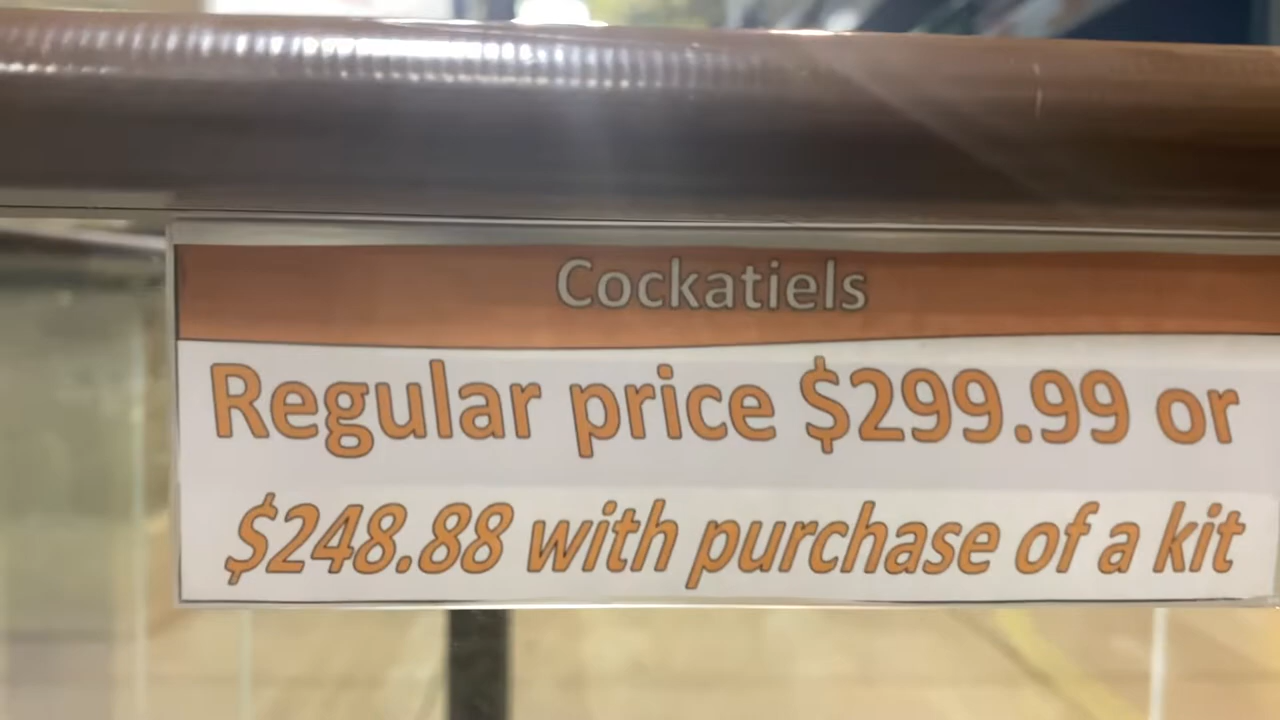 Cockatiels
Regular price $299.99 or
$248.88 with purchase of a kit